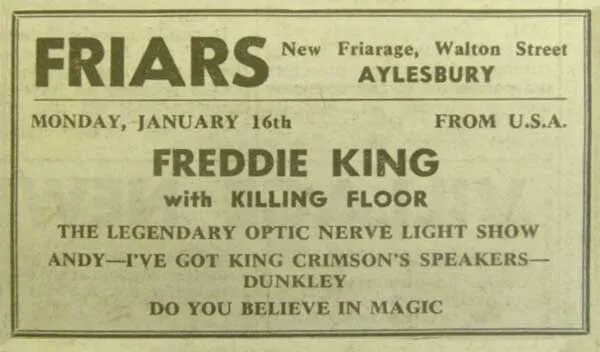 FRIARS New Friarage, Walton Street
AYLESBURY
MONDAY, JANUARY 16th FROM U.S.A.
FREDDIE KING
with KILLING FLOOR
THE LEGENDARY OPTIC NERVE LIGHT SHOW
ANDY—I'VE GOT KING CRIMSON'S SPEAKERS—
DUNKLEY
DO YOU BELIEVE IN MAGIC